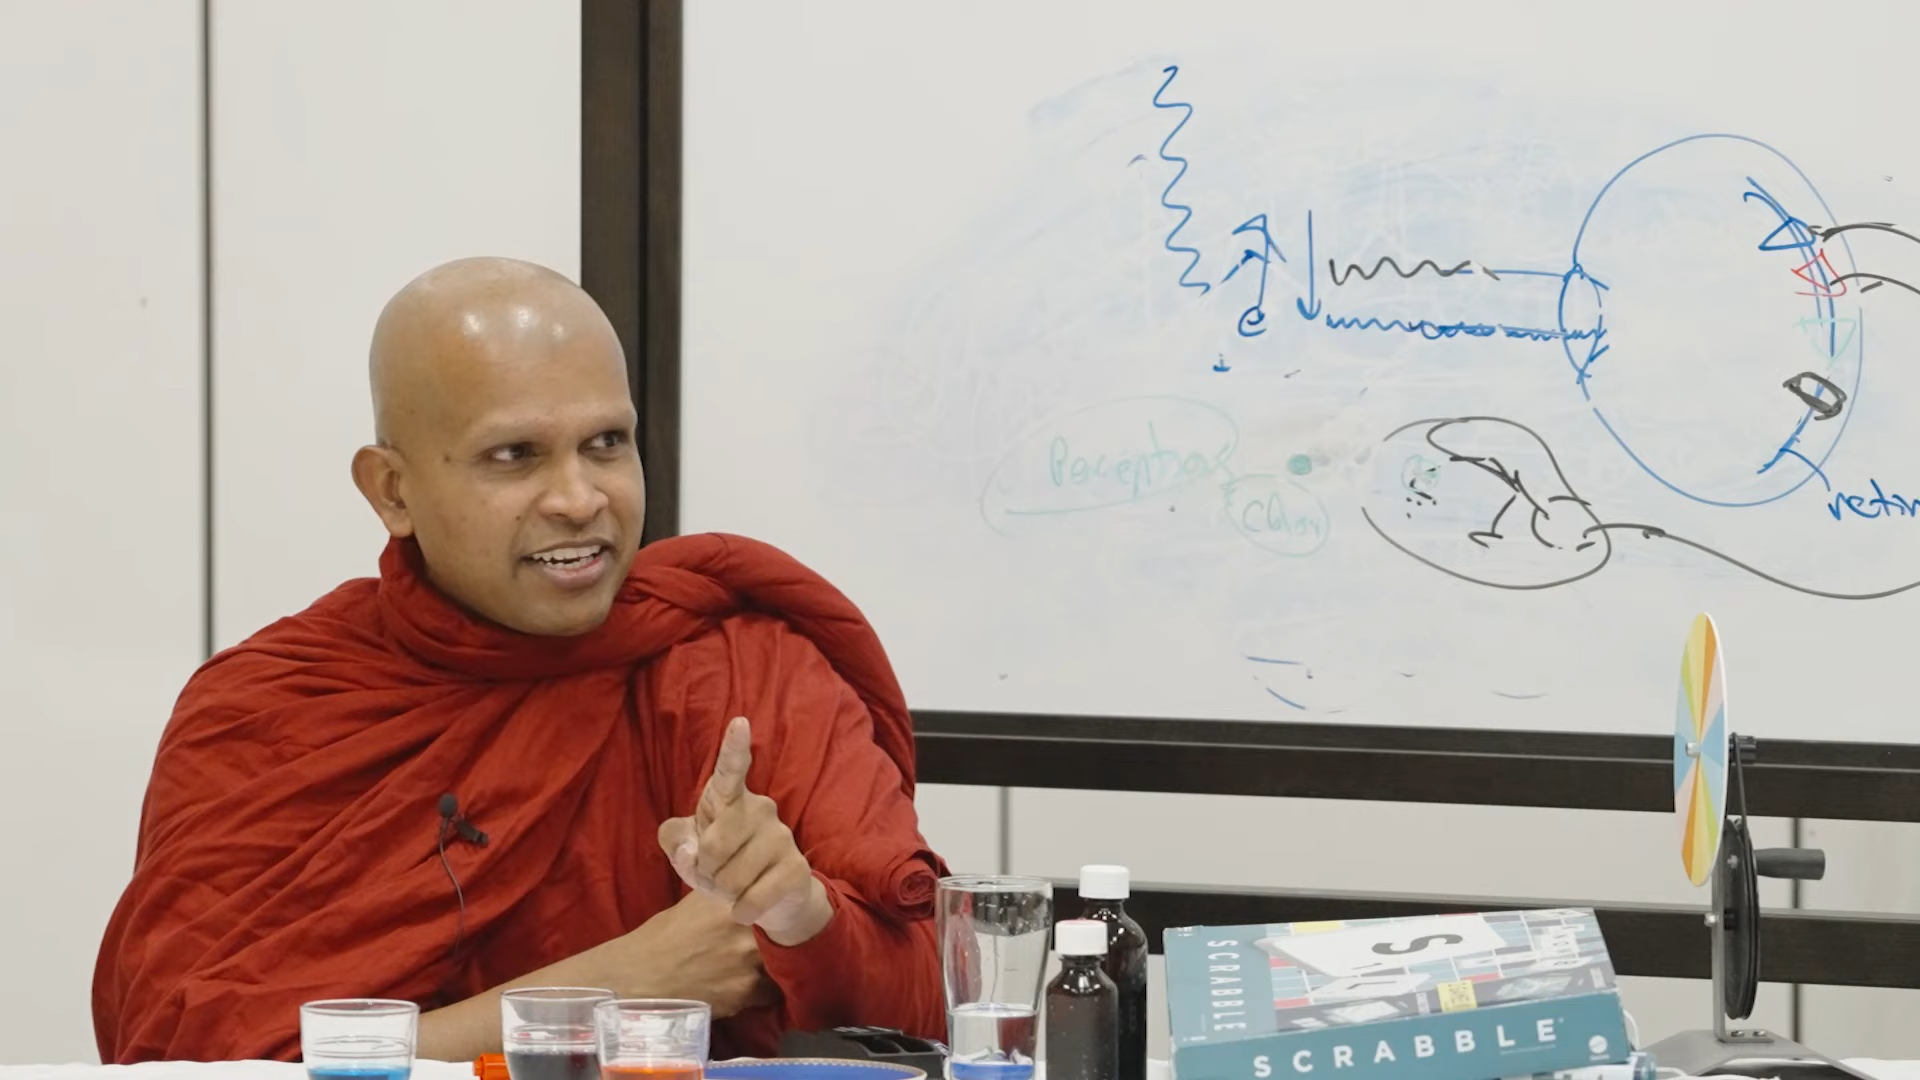 e
Perception
Color
retin
SCRABBLE
S
SCRABBLE